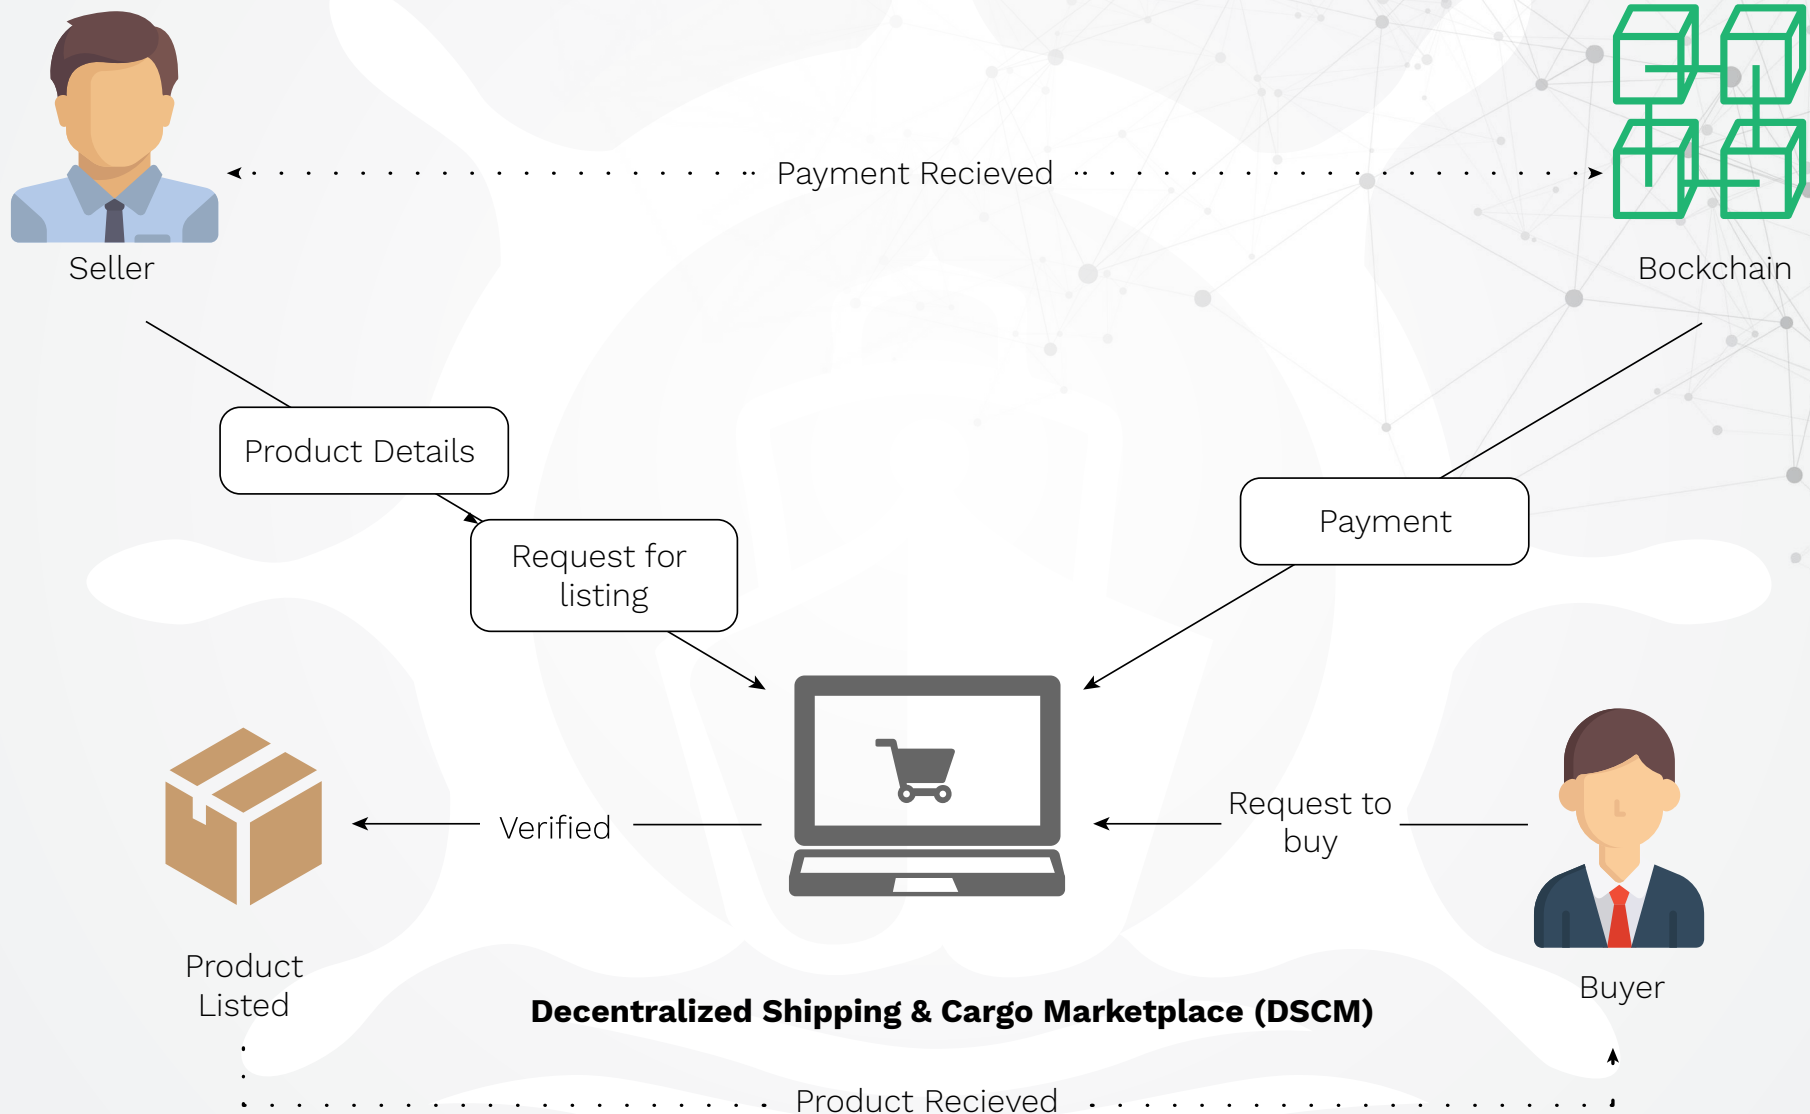 Payment Recieved
Seller
Bockchain
Product Details
Payment
Request for
listing
Request to
buy
Verified
Product
Listed
Buyer
Decentralized Shipping & Cargo Marketplace (DSCM)
Product Recieved